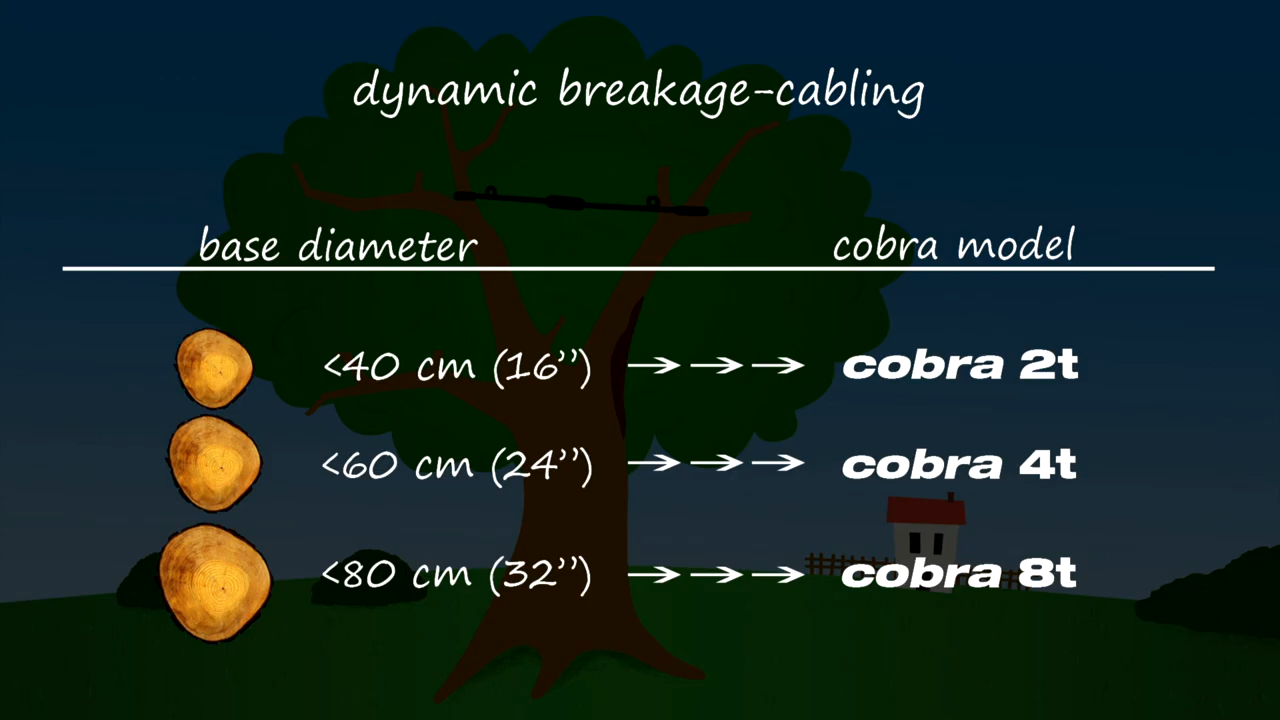 dynamic breakage-cabling
base diameter cobra model
<40 cm (16’’) →→→ cobra 2t
<60 cm (24’’) →→→ cobra 4t
<80 cm (32’’) →→→ cobra 8t